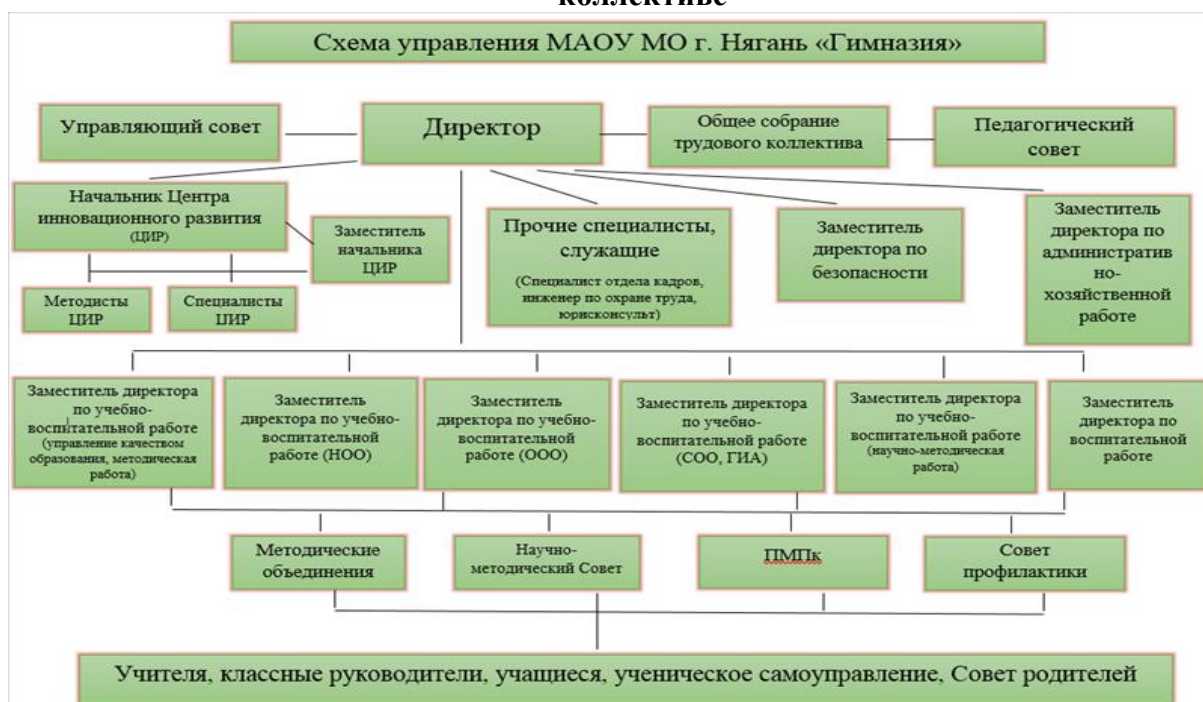 коллективе
Схема управления МАОУ МО г. Нягань «Гимназия»
Управляющий совет
Директор
Общее собрание
трудового коллектива
Педагогический
совет
Начальник Центра
инновационного развития
(ЦИР)
Заместитель
начальника
ЦИР
Методисты
ЦИР
Специалисты
ЦИР
Прочие специалисты,
служащие
(Специалист отдела кадров,
инженер по охране труда,
юрисконсульт)
Заместитель
директора по
безопасности
Заместитель
директора по
административ
но-
хозяйственной
работе
Заместитель директора
по учебно-
воспитательной работе
(управление качеством
образования, методическая
работа)
Заместитель
директора по учебно-
воспитательной
работе (НОО)
Заместитель
директора по учебно-
воспитательной
работе (ООО)
Заместитель директора
по учебно-
воспитательной работе
(СОО, ГИА)
Заместитель директора
по учебно-
воспитательной работе
(научно-методическая
работа)
Заместитель
директора по
воспитательной
работе
Методические
объединения
Научно-
методический Совет
ПМПк
Совет
профилактики
Учителя, классные руководители, учащиеся, ученическое самоуправление, Совет родителей